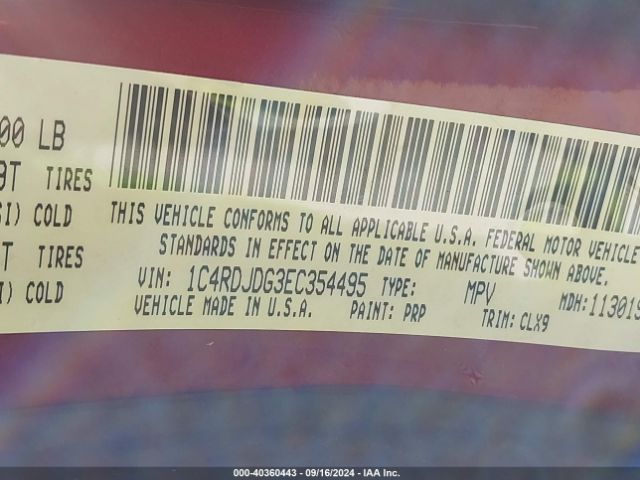 00 LB
TIRES
SI) COLD
TIRES
I) COLD
THIS VEHICLE CONFORMS TO ALL APPLICABLE U.S.A. FEDERAL MOTOR VEHICLE
STANDARDS IN EFFECT ON THE DATE OF MANUFACTURE SHOWN ABOVE.
VIN: 1C4RDJDG3EC354495 TYPE: MPV MDH: 113015
VEHICLE MADE IN U.S.A. PAINT: PRP TRIM: CLX9
000-40360443 - 09/16/2024 - IAA Inc.